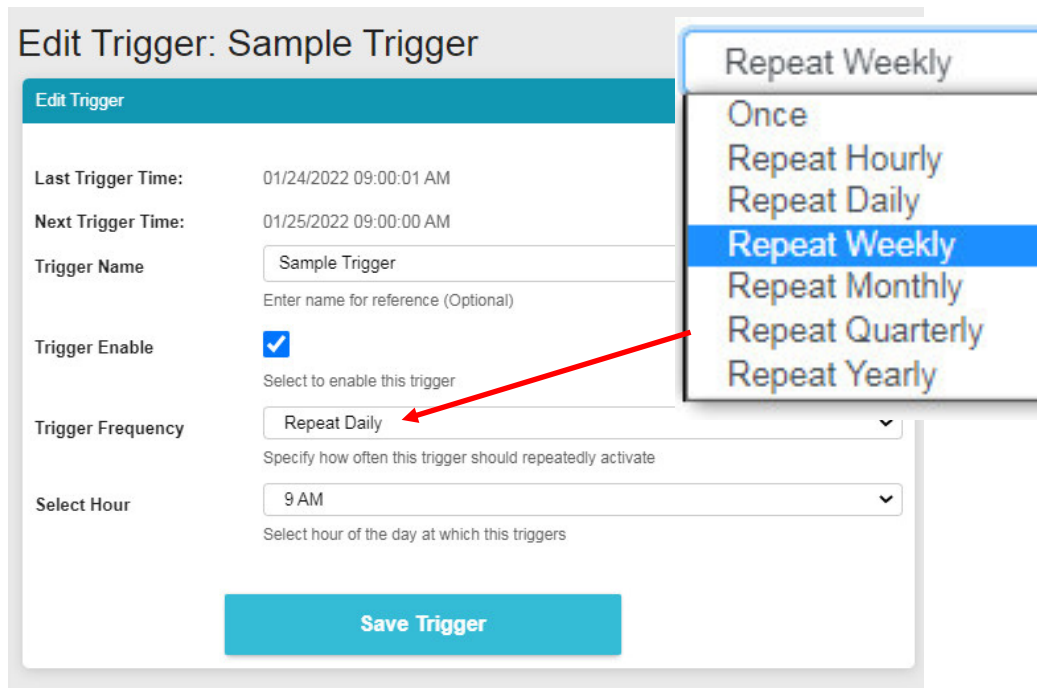 Edit Trigger: Sample Trigger
Edit Trigger
Last Trigger Time: 01/24/2022 09:00:01 AM
Next Trigger Time: 01/25/2022 09:00:00 AM
Trigger Name Sample Trigger
Enter name for reference (Optional)
Trigger Enable
Select to enable this trigger
Trigger Frequency Repeat Daily
Specify how often this trigger should repeatedly activate
Select Hour 9 AM
Select hour of the day at which this triggers
Save Trigger
Repeat Weekly
Once
Repeat Hourly
Repeat Daily
Repeat Weekly
Repeat Monthly
Repeat Quarterly
Repeat Yearly